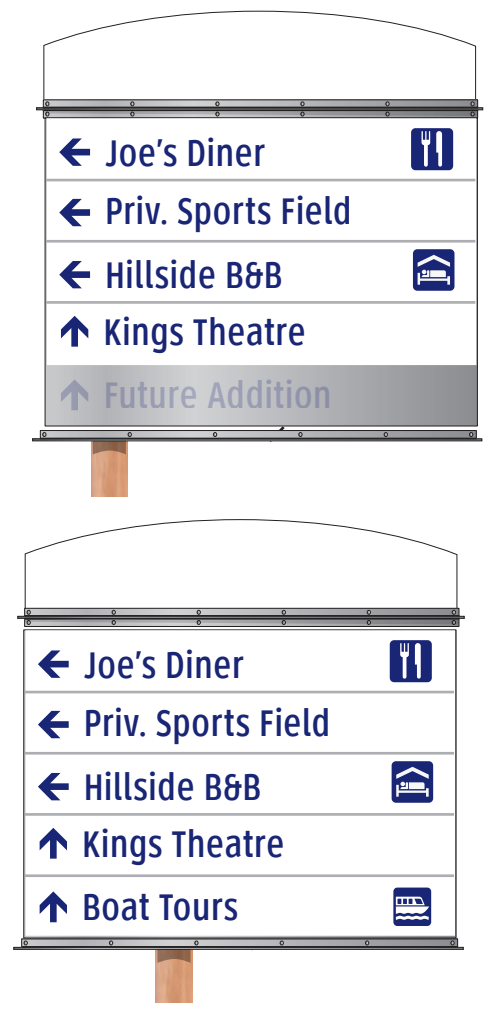 Joe's Diner
Priv. Sports Field
Hillside B&B
Kings Theatre
Future Addition
Joe's Diner
Priv. Sports Field
Hillside B&B
Kings Theatre
Boat Tours